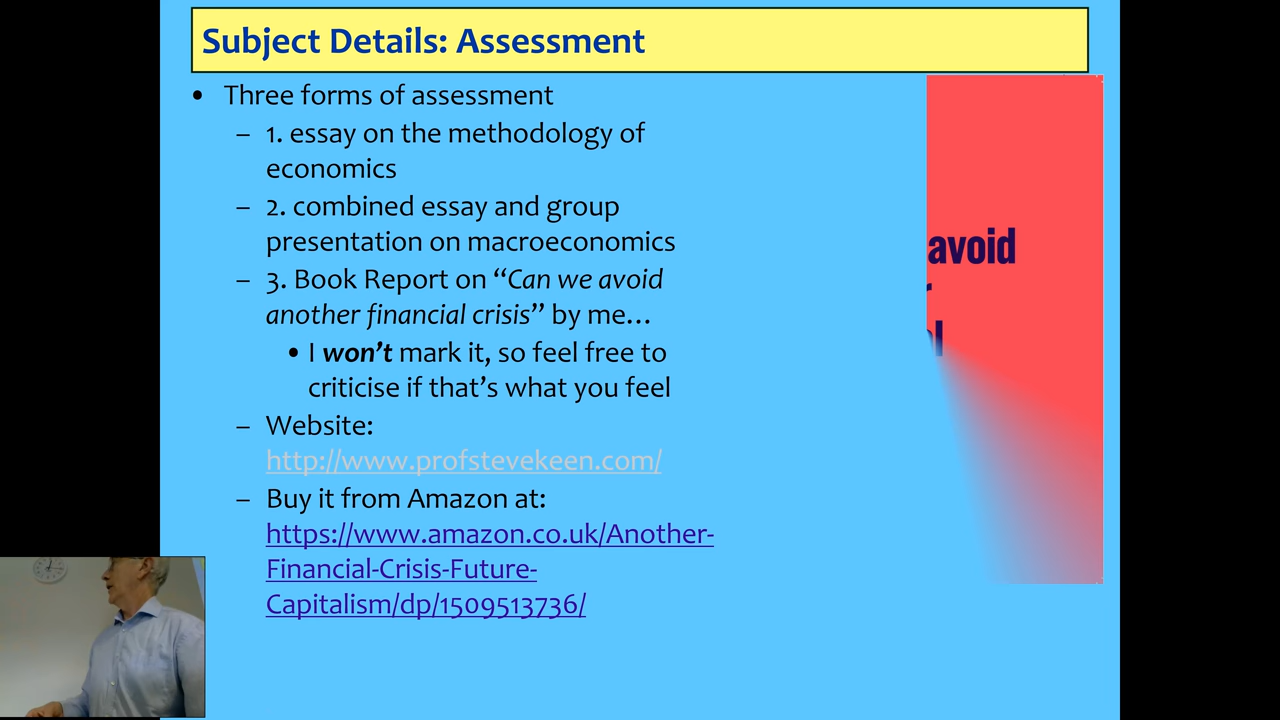 Subject Details: Assessment
• Three forms of assessment
– 1. essay on the methodology of
economics
– 2. combined essay and group
presentation on macroeconomics
– 3. Book Report on “Can we avoid
another financial crisis” by me…
• I won’t mark it, so feel free to
criticise if that’s what you feel
– Website:
http://www.profstevekeen.com/
– Buy it from Amazon at:
https://www.amazon.co.uk/Another-
Financial-Crisis-Future-
Capitalism/dp/1509513736/
avoid